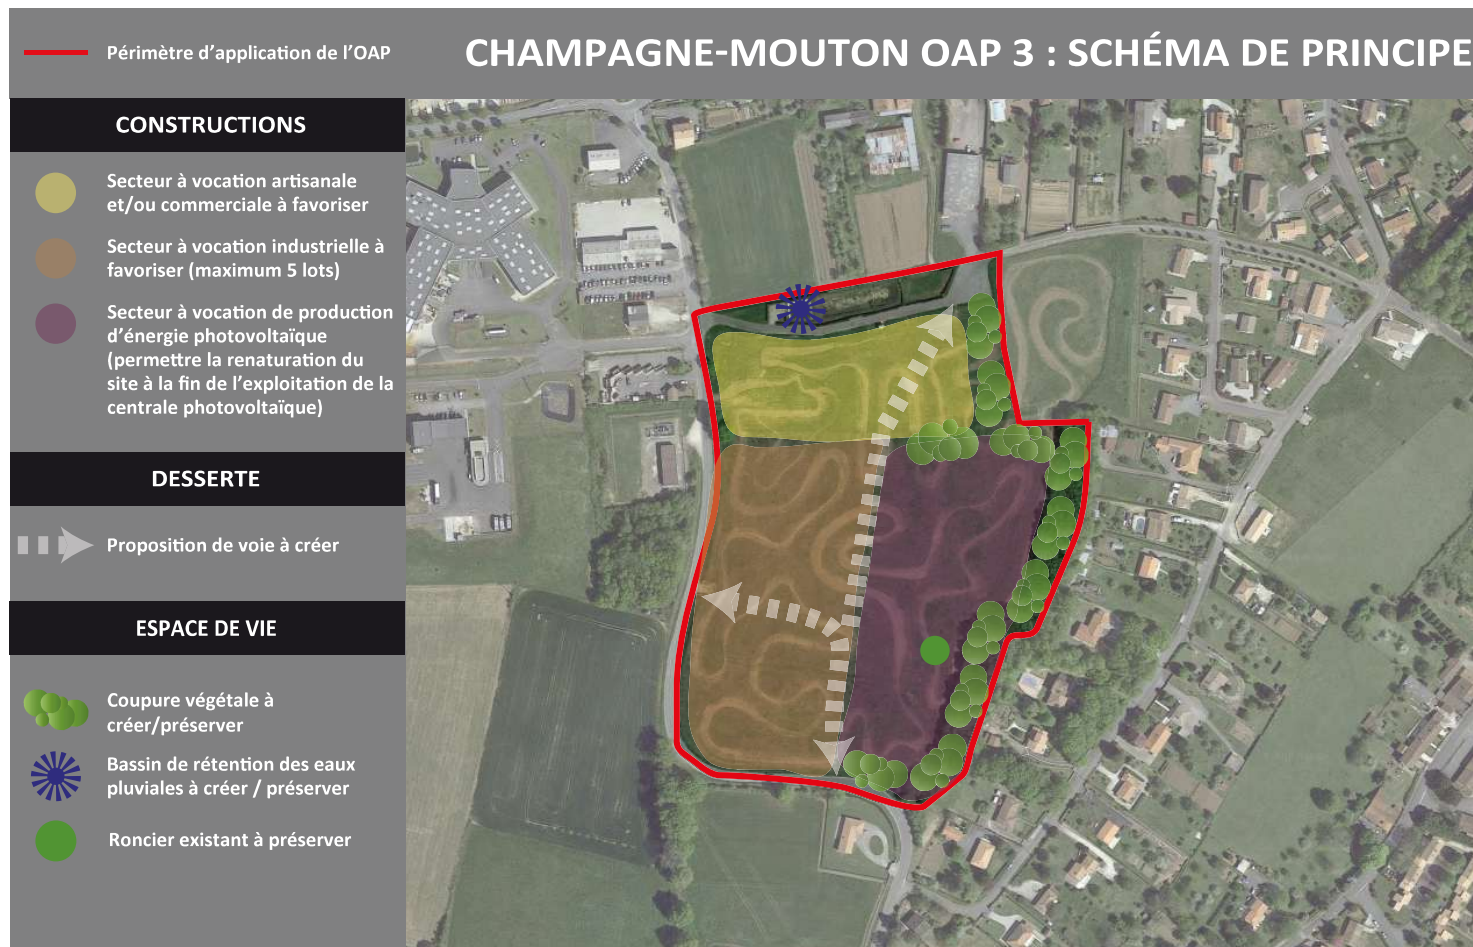 Périmètre d'application de l'OAP
CHAMPAGNE-MOUTON OAP 3 : SCHÉMA DE PRINCIPE
CONSTRUCTIONS
Secteur à vocation artisanale
et/ou commerciale à favoriser
Secteur à vocation industrielle à
favoriser (maximum 5 lots)
Secteur à vocation de production
d'énergie photovoltaïque
(permettre la renaturation du
site à la fin de l'exploitation de la
centrale photovoltaïque)
DESSERTE
Proposition de voie à créer
ESPACE DE VIE
Coupure végétale à
créer/préserver
Bassin de rétention des eaux
pluviales à créer / préserver
Roncier existant à préserver